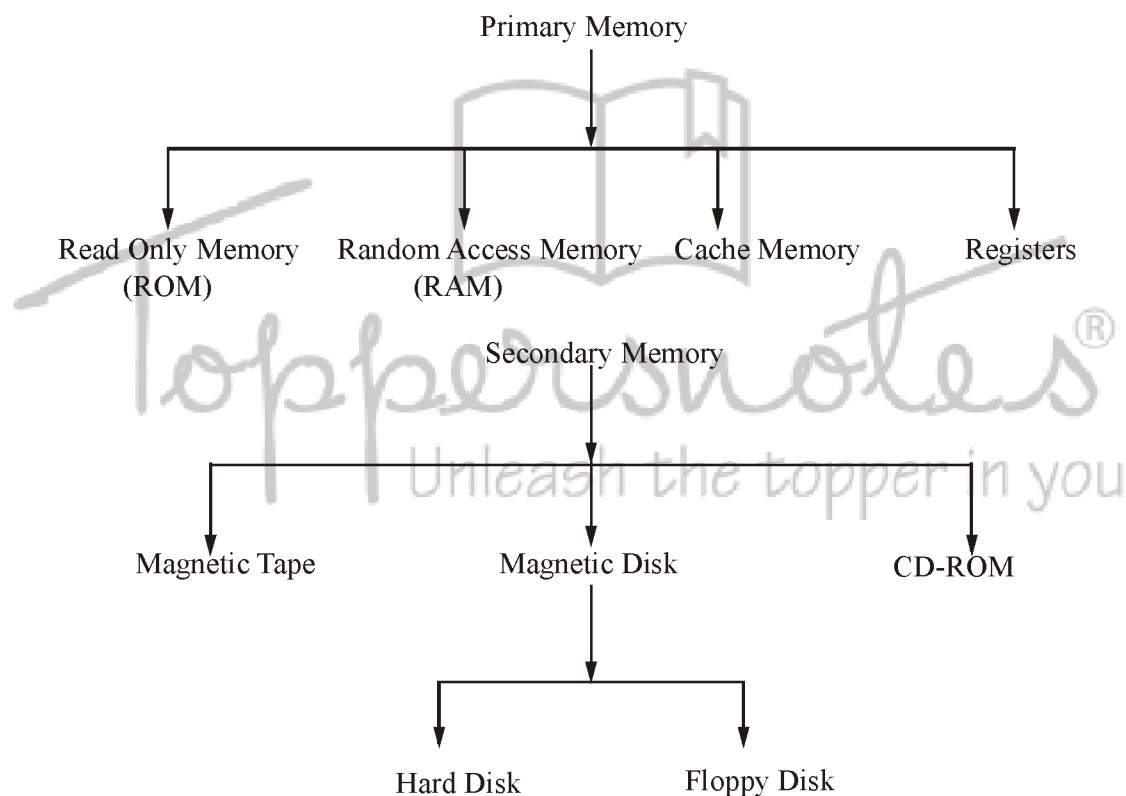 Primary Memory
Read Only Memory
(ROM)
Random Access Memory
(RAM)
Cache Memory
Registers
Toppersnotes®
Unleash the topper in you
Secondary Memory
Magnetic Tape
Magnetic Disk
CD-ROM
Hard Disk
Floppy Disk